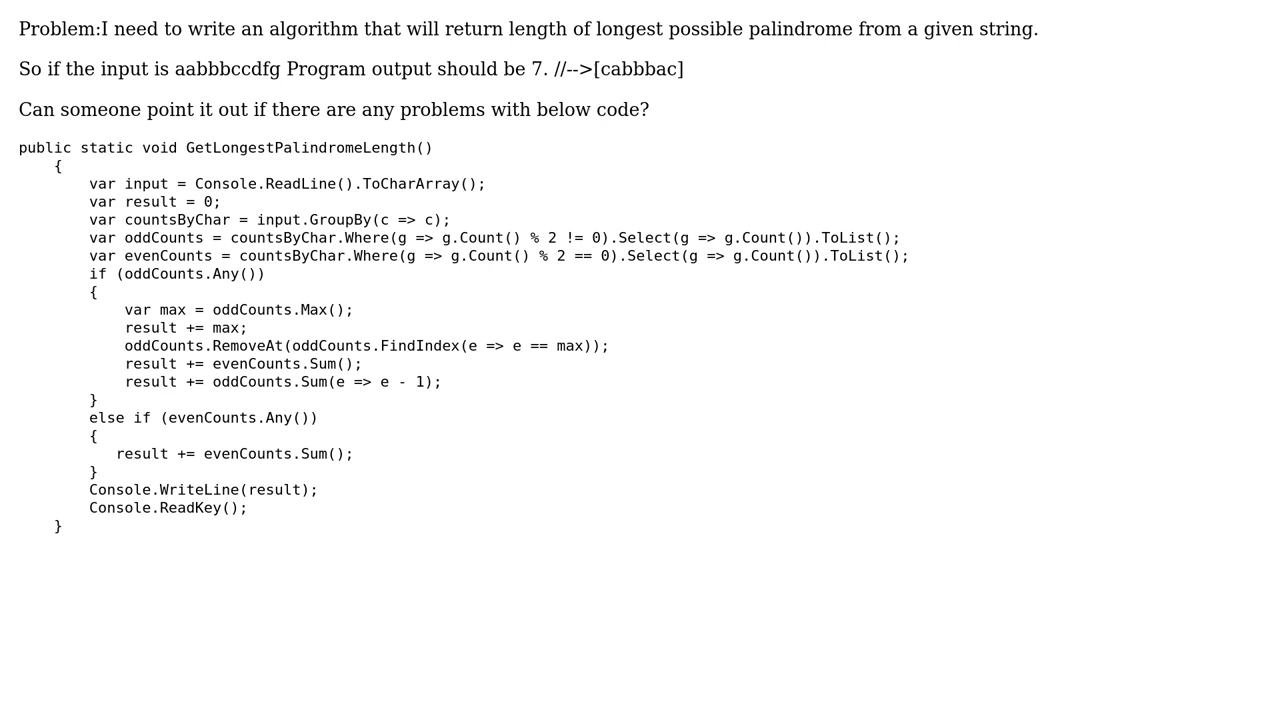 Problem:I need to write an algorithm that will return length of longest possible palindrome from a given string.
So if the input is aabbbccdfg Program output should be 7. //-->[cabbbac]
Can someone point it out if there are any problems with below code?
public static void GetLongestPalindromeLength()
    {
        var input = Console.ReadLine().ToCharArray();
        var result = 0;
        var countsByChar = input.GroupBy(c => c);
        var oddCounts = countsByChar.Where(g => g.Count() % 2 != 0).Select(g => g.Count()).ToList();
        var evenCounts = countsByChar.Where(g => g.Count() % 2 == 0).Select(g => g.Count()).ToList();
        if (oddCounts.Any())
        {
            var max = oddCounts.Max();
            result += max;
            oddCounts.RemoveAt(oddCounts.FindIndex(e => e == max));
            result += evenCounts.Sum();
            result += oddCounts.Sum(e => e - 1);
        }
        else if (evenCounts.Any())
        {
           result += evenCounts.Sum();
        }
        Console.WriteLine(result);
        Console.ReadKey();
    }